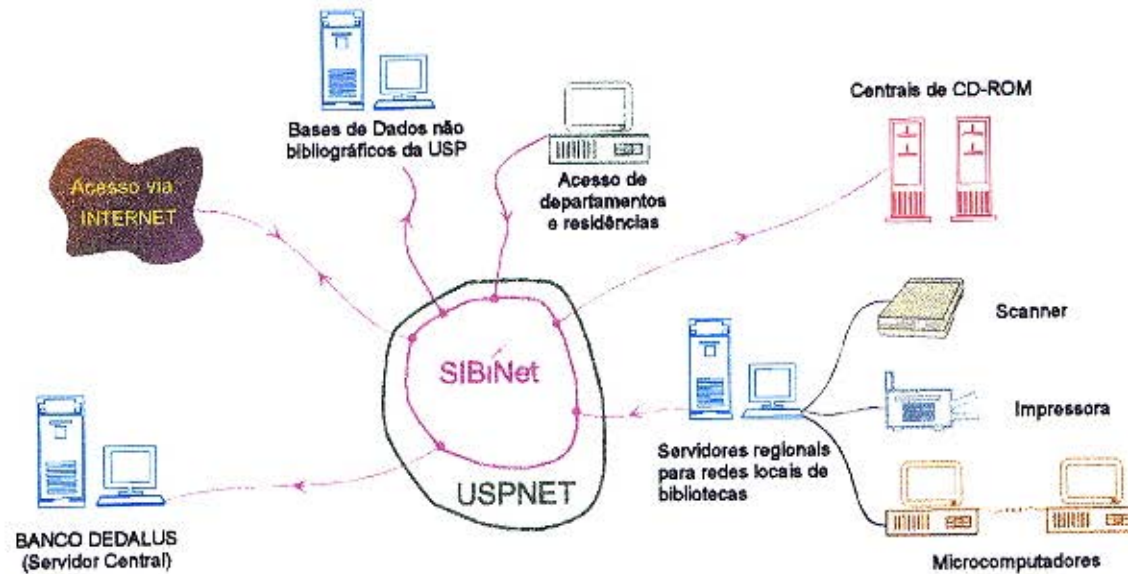 Bases de Dados não
bibliográficos da USP
Acesso de
departamentos
e residências
Centrais de CD-ROM
Acesso via
INTERNET
SIBiNet
USPNET
Scanner
Impressora
Microcomputadores
Servidores regionais
para redes locais de
bibliotecas
BANCO DEDALUS
(Servidor Central)